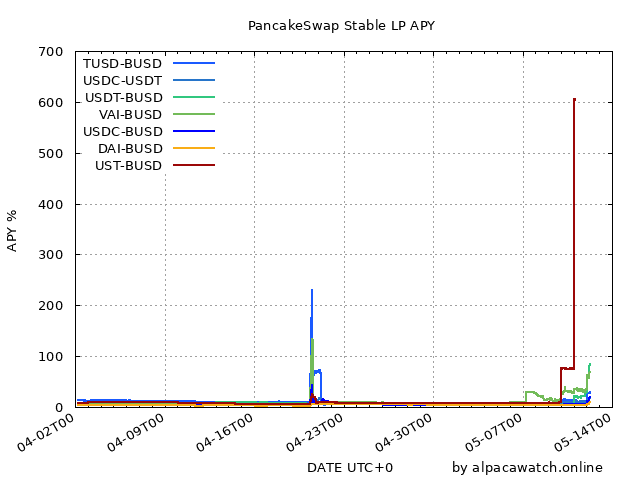 PancakeSwap Stable LP APY
700
600
500
400
300
200
100
0
APY %
TUSD-BUSD
USDC-USDT
USDT-BUSD
VAI-BUSD
USDC-BUSD
DAI-BUSD
UST-BUSD
04-02T00
04-09T00
04-16T00
04-23T00
04-30T00
05-07T00
05-14T00
DATE UTC+0
by alpacawatch.online